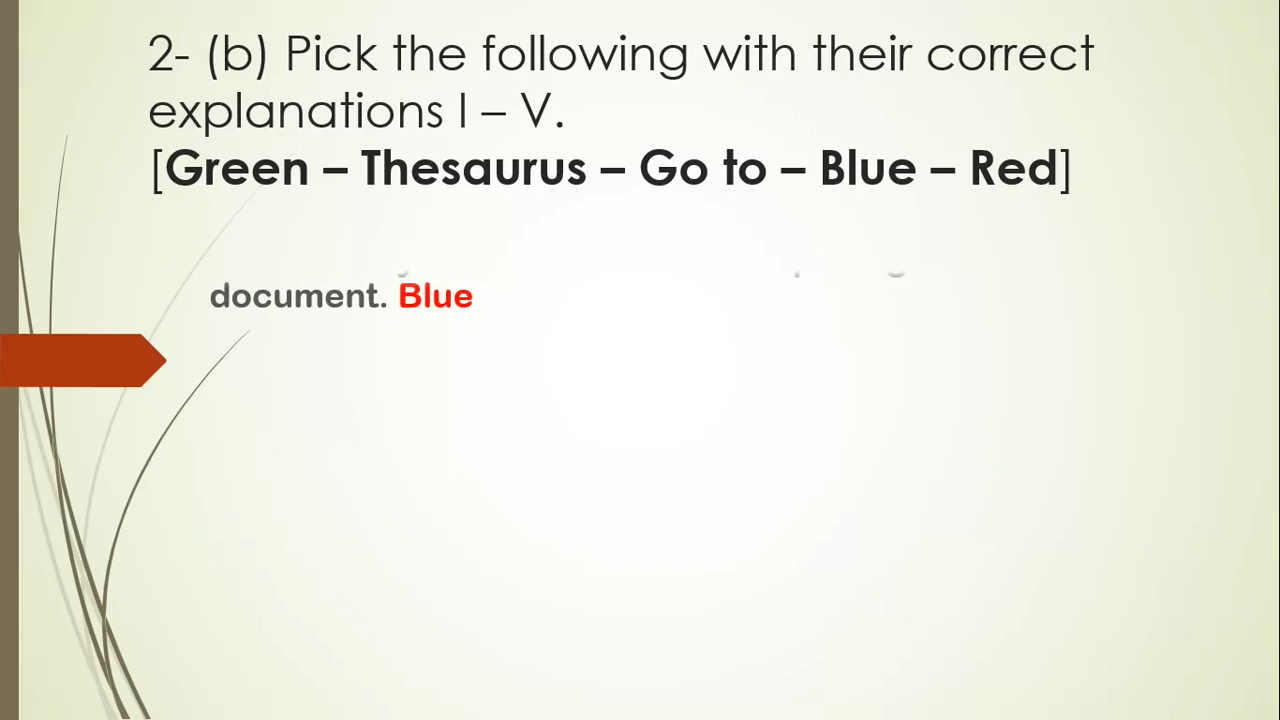 2- (b) Pick the following with their correct
explanations I – V.
[Green – Thesaurus – Go to – Blue – Red]
document. Blue